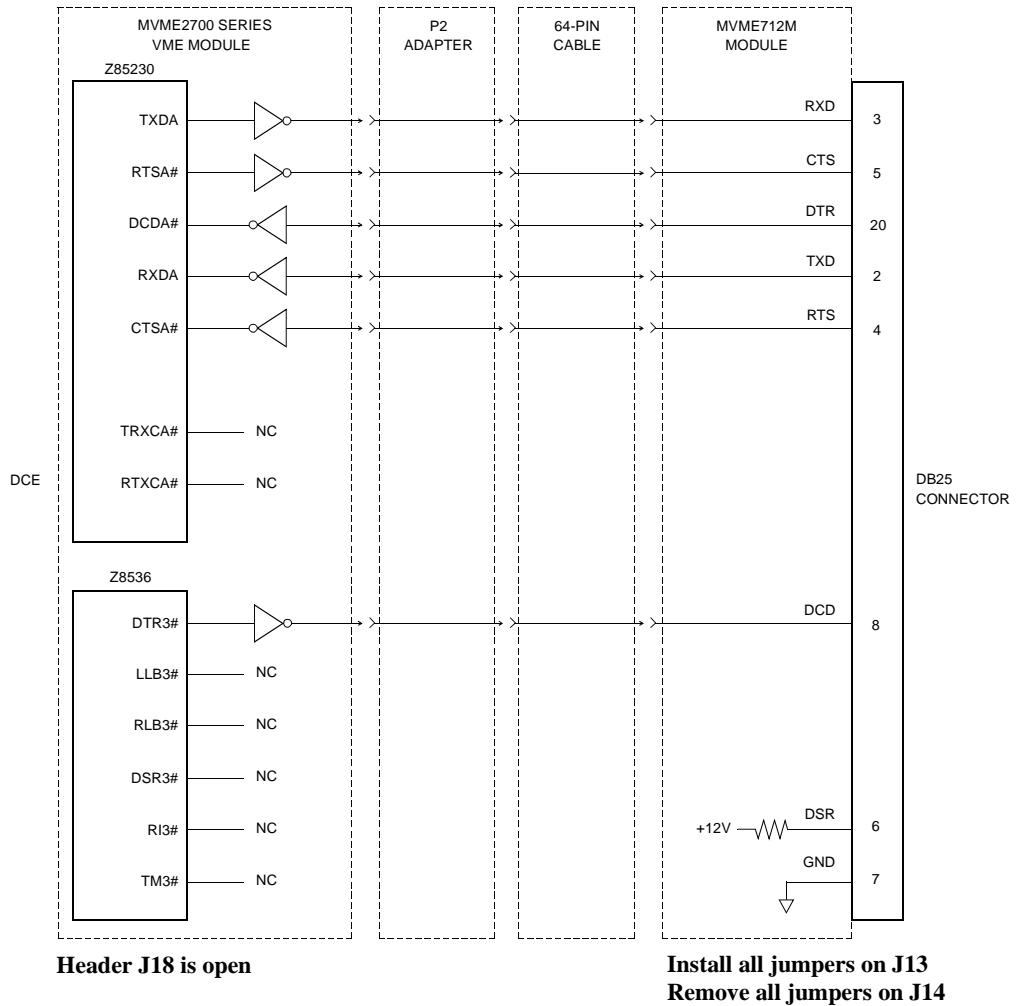 MVME2700 SERIES
VME MODULE
P2
ADAPTER
64-PIN
CABLE
MVME712M
MODULE
Z85230
TXDA
RXD
3
RTSA#
CTS
5
DCDA#
DTR
20
RXDA
TXD
2
CTSA#
RTS
4
TRXCA#
NC
RTXCA#
NC
DCE
DB25
CONNECTOR
Z8536
DTR3#
DCD
8
LLB3#
NC
RLB3#
NC
DSR3#
NC
RI3#
NC
+12V
DSR
6
TM3#
NC
GND
7
Header J18 is open
Install all jumpers on J13
Remove all jumpers on J14